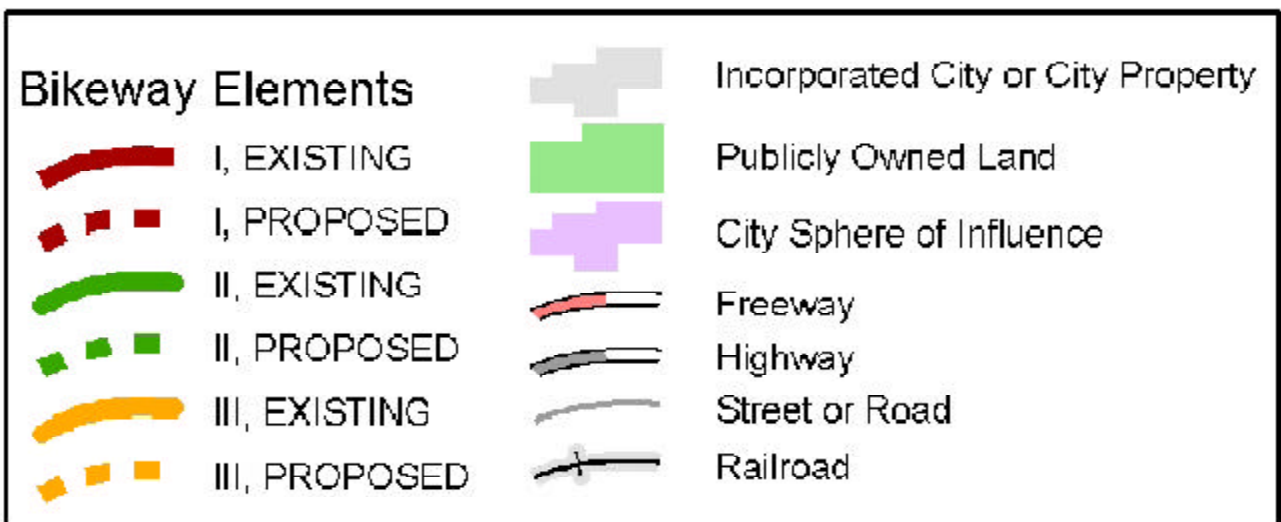 Bikeway Elements
I, EXISTING
I, PROPOSED
II, EXISTING
II, PROPOSED
III, EXISTING
III, PROPOSED
Incorporated City or City Property
Publicly Owned Land
City Sphere of Influence
Freeway
Highway
Street or Road
Railroad